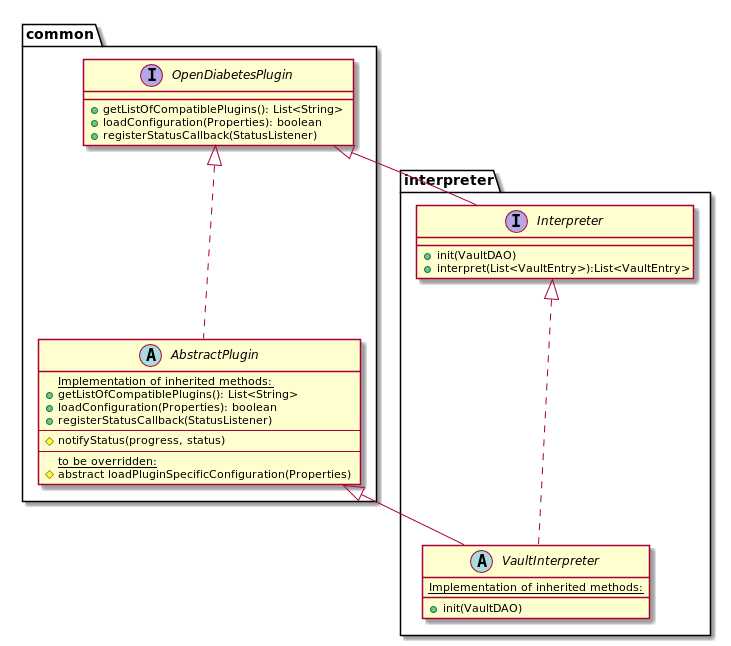 common
I OpenDiabetesPlugin
getListOfCompatiblePlugins(): List<String>
loadConfiguration(Properties): boolean
registerStatusCallback(StatusListener)
interpreter
I Interpreter
init(VaultDAO)
interpret(List<VaultEntry>):List<VaultEntry>
A AbstractPlugin
Implementation of inherited methods:
getListOfCompatiblePlugins(): List<String>
loadConfiguration(Properties): boolean
registerStatusCallback(StatusListener)
notifyStatus(progress, status)
to be overridden:
abstract loadPluginSpecificConfiguration(Properties)
A VaultInterpreter
Implementation of inherited methods:
init(VaultDAO)